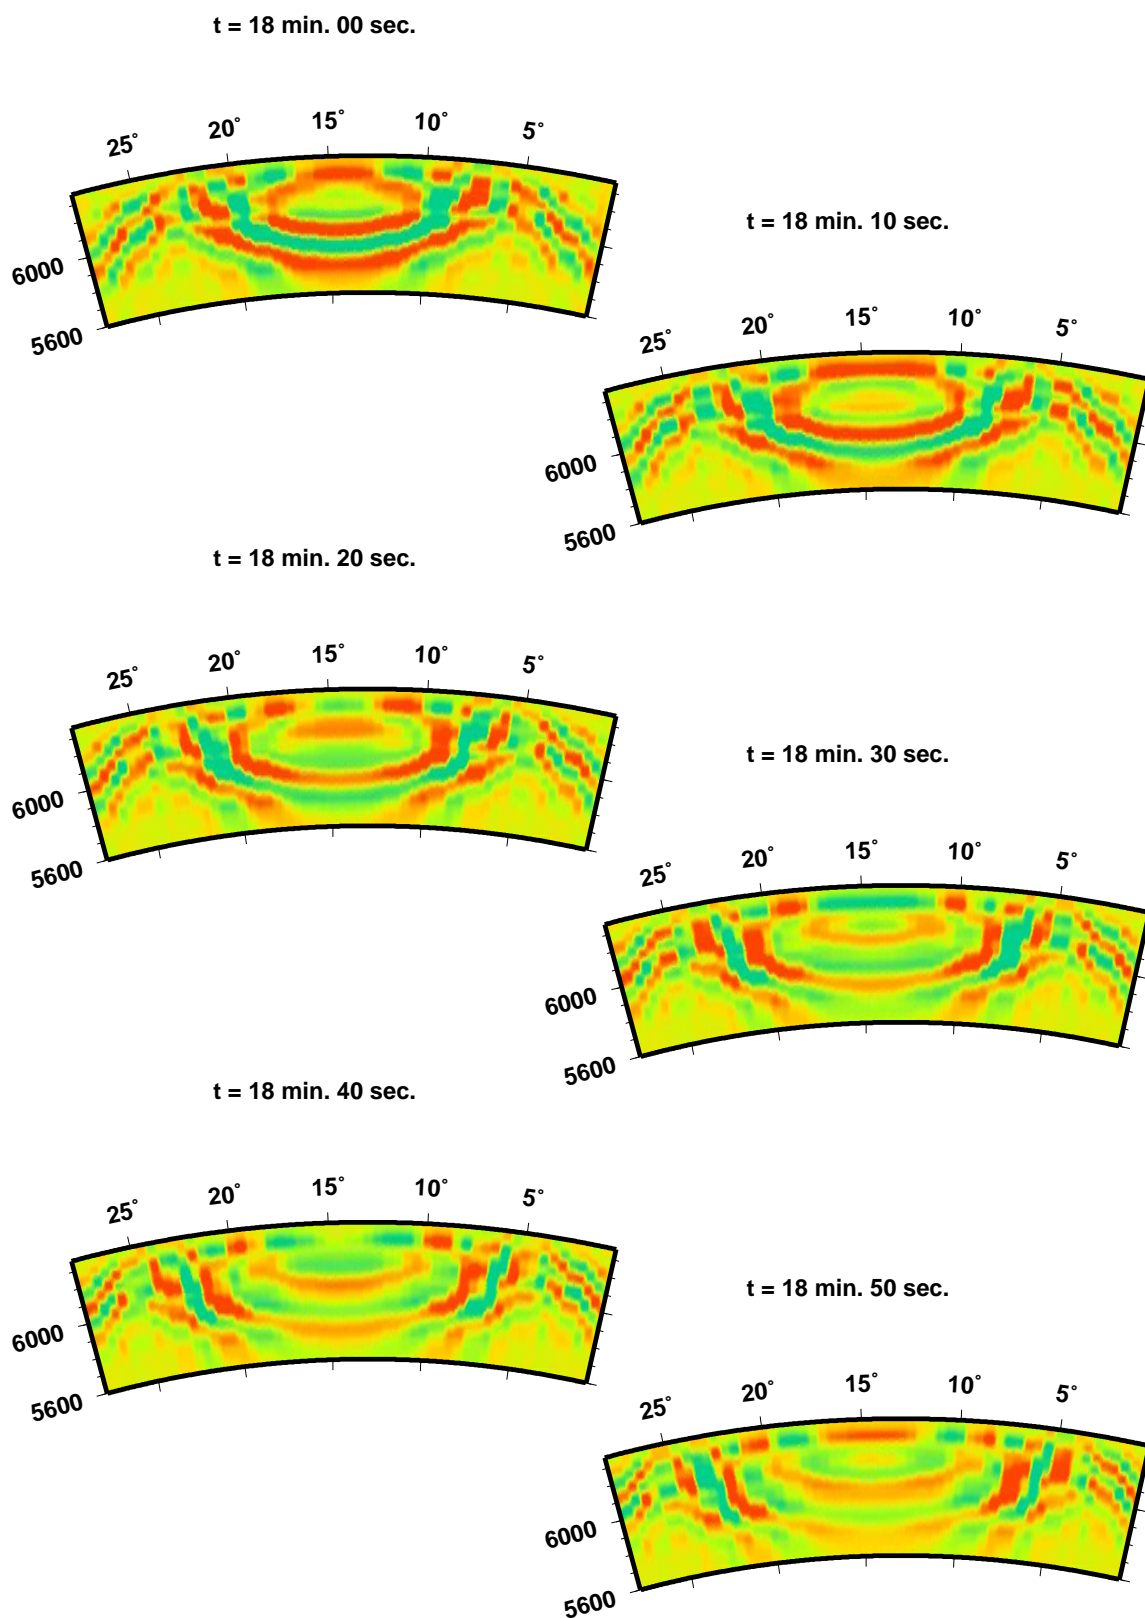 t = 18 min. 00 sec.
25° 20° 15° 10° 5°
6000
5600
t = 18 min. 10 sec.
25° 20° 15° 10° 5°
6000
5600
t = 18 min. 20 sec.
25° 20° 15° 10° 5°
6000
5600
t = 18 min. 30 sec.
25° 20° 15° 10° 5°
6000
5600
t = 18 min. 40 sec.
25° 20° 15° 10° 5°
6000
5600
t = 18 min. 50 sec.
25° 20° 15° 10° 5°
6000
5600